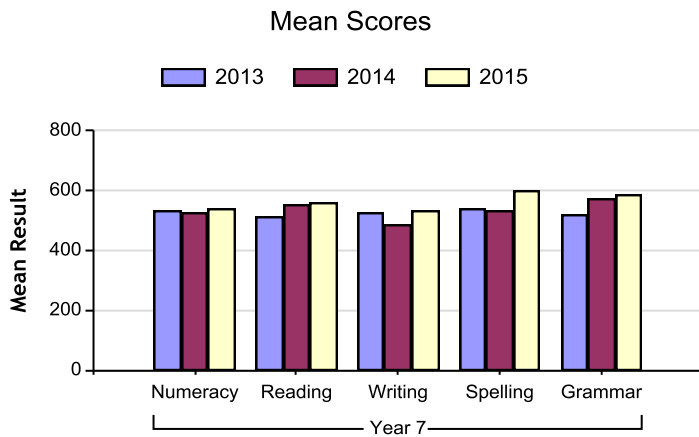 Mean Scores
2013 2014 2015
Mean Result
800
600
400
200
0
Numeracy Reading Writing Spelling Grammar
Year 7